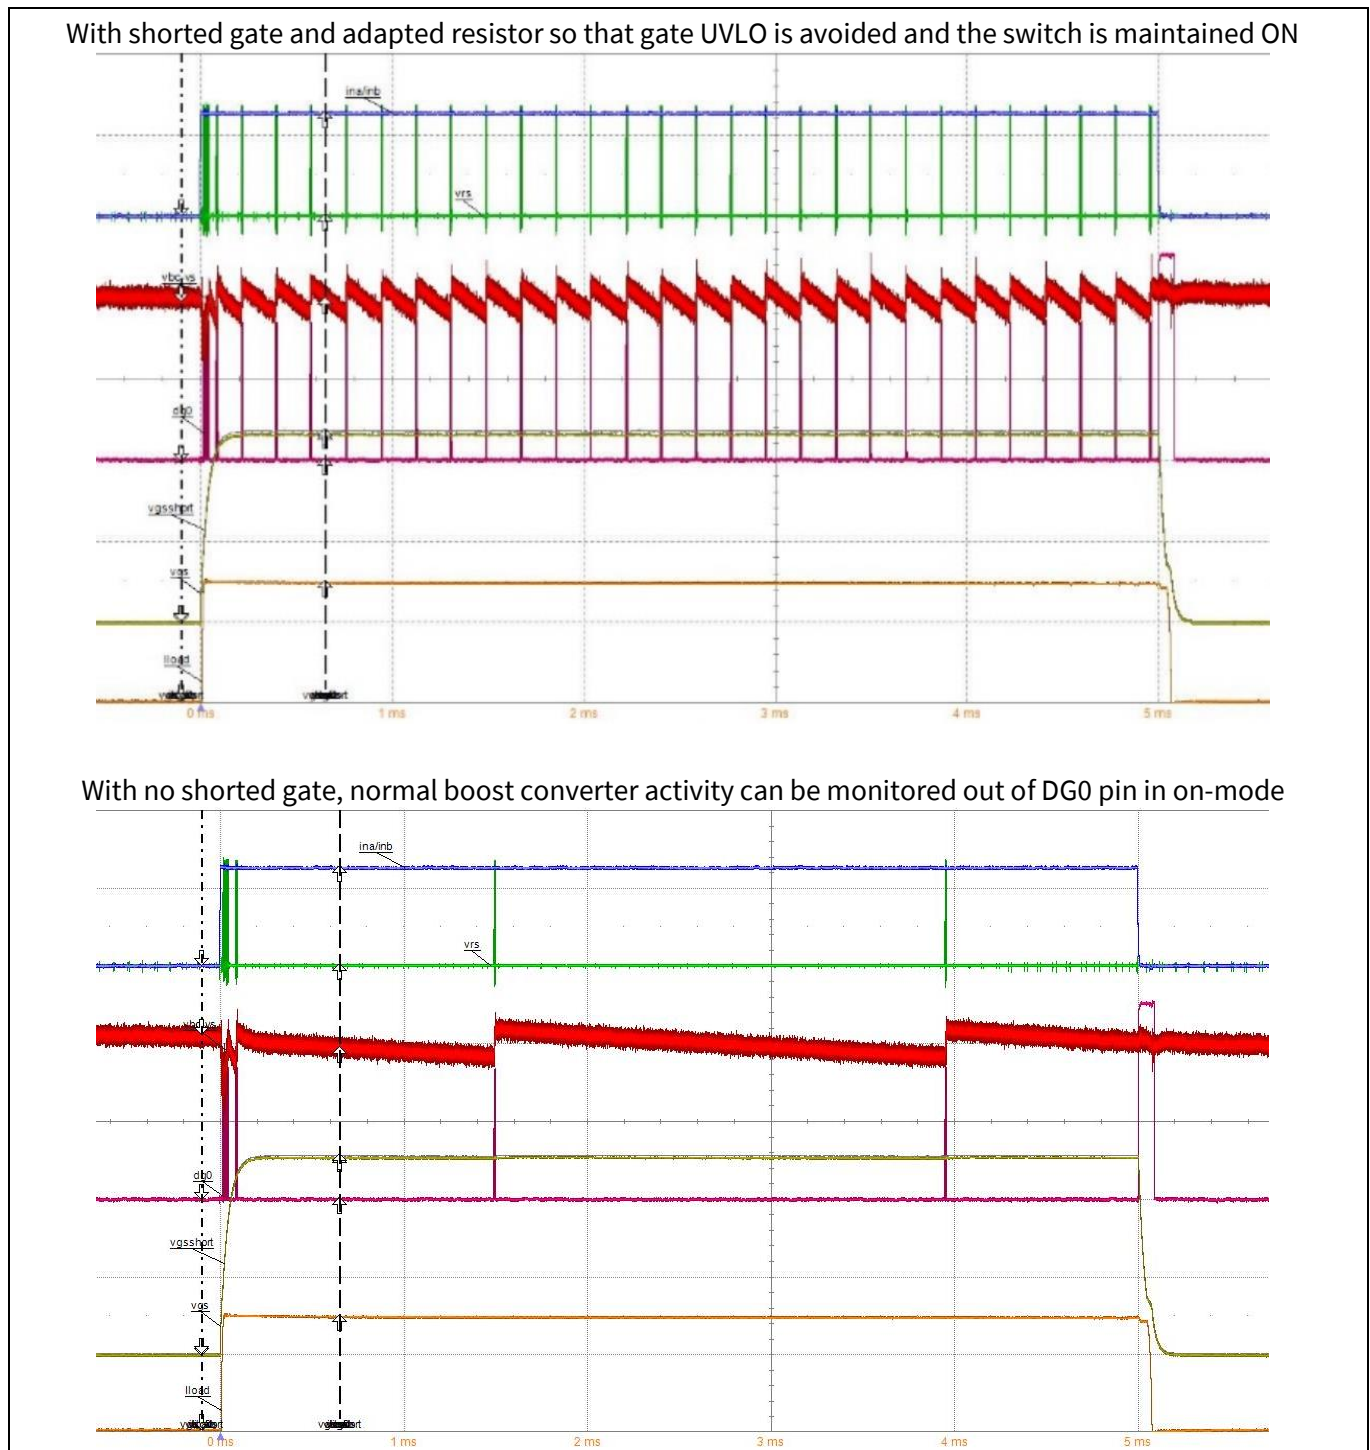 With shorted gate and adapted resistor so that gate UVLO is avoided and the switch is maintained ON
ina/inb
vrs
dg0
vgsshort
vgs
Iload
0 ms 1 ms 2 ms 3 ms 4 ms 5 ms
With no shorted gate, normal boost converter activity can be monitored out of DG0 pin in on-mode
ina/inb
vrs
dg0
vgsshort
vgs
Iload
0 ms 1 ms 2 ms 3 ms 4 ms 5 ms